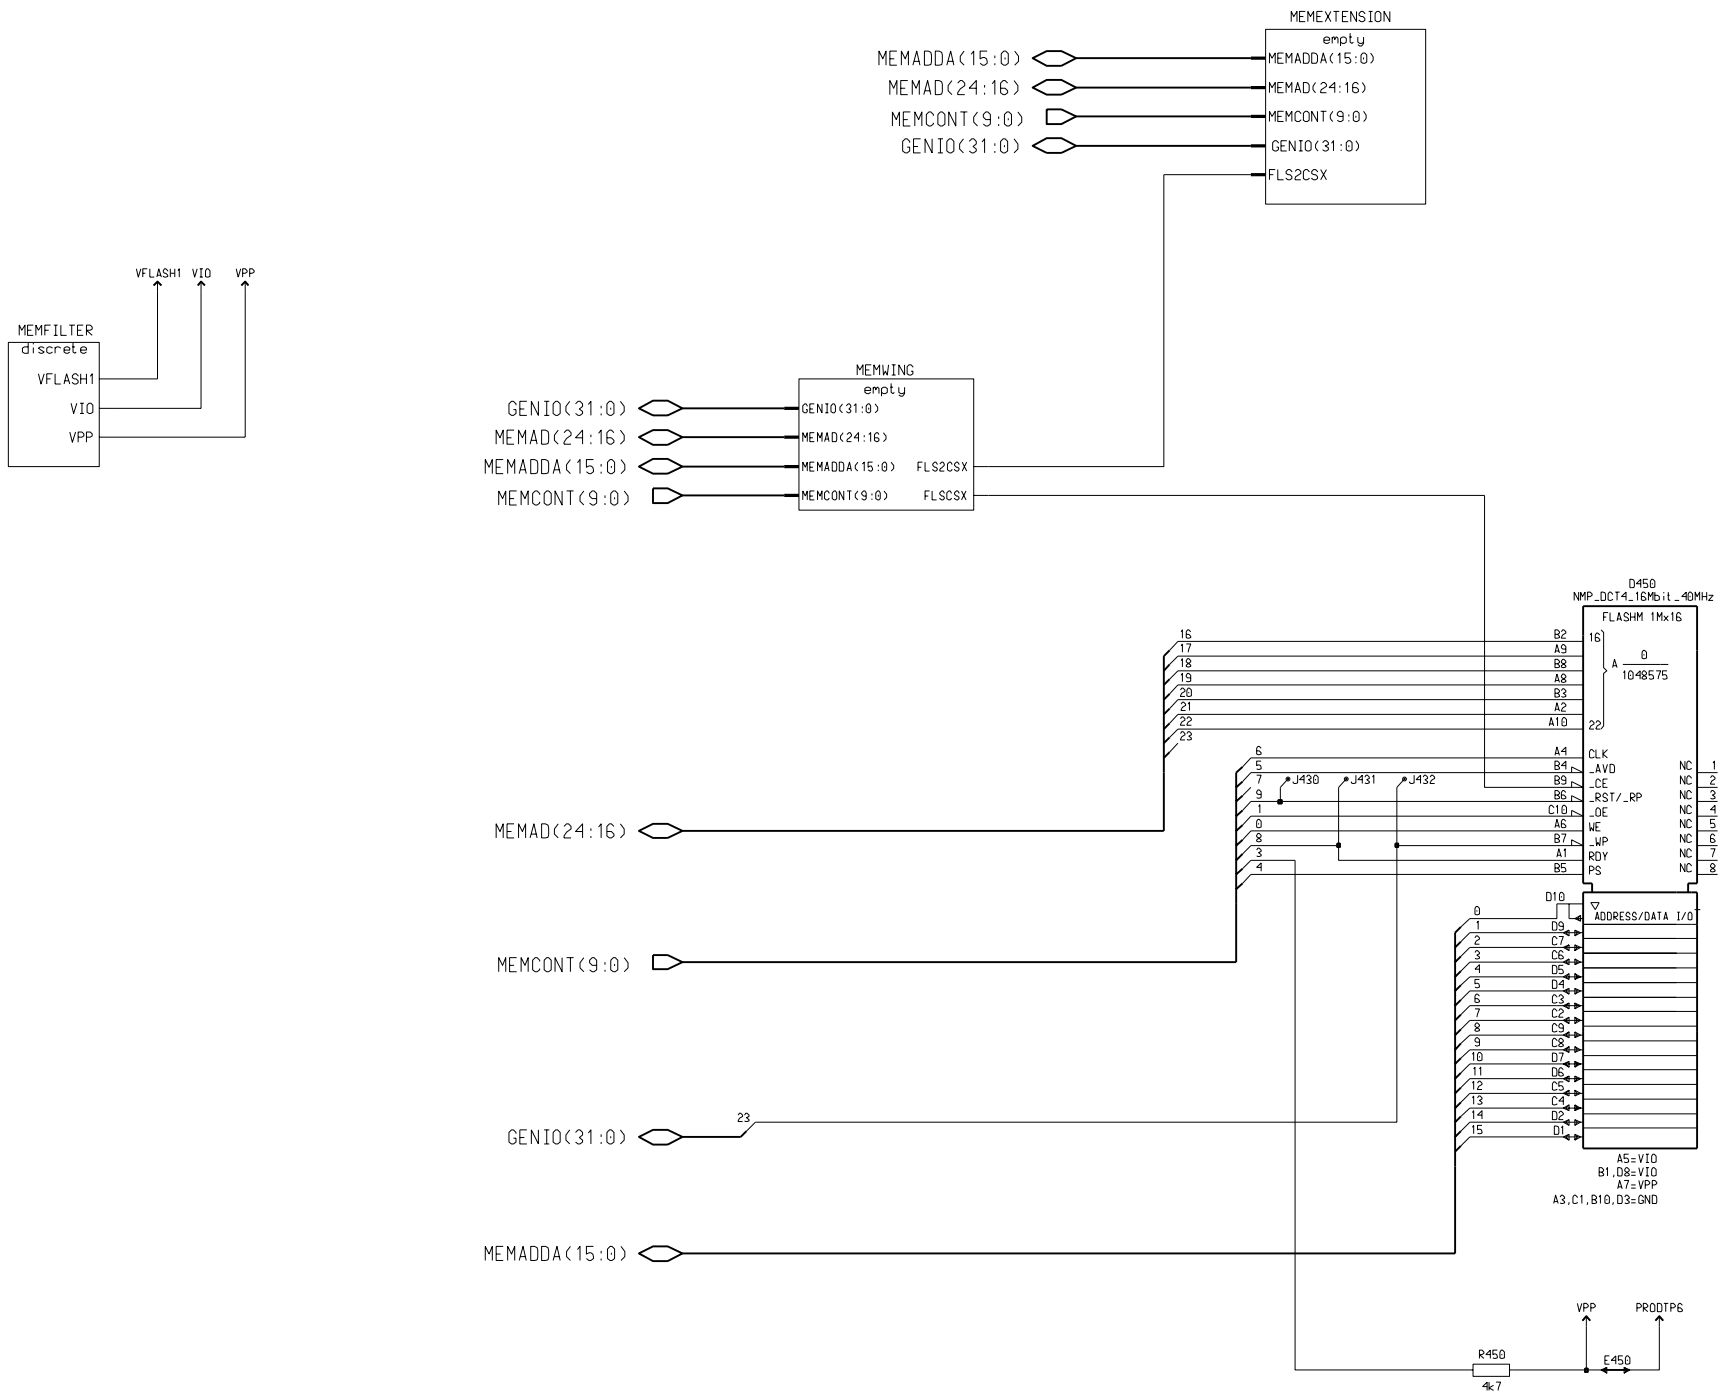 MEMEXTENSION
empty
MEMADDA(15:0) MEMADDA(15:0)
MEMAD(24:16) MEMAD(24:16)
MEMCONT(9:0) MEMCONT(9:0)
GENIO(31:0) GENIO(31:0)
FLS2CSX
VFLASH1 VIO VPP
MEMFILTER
discrete
VFLASH1
VIO
VPP
MEMWING
empty
GENIO(31:0) GENIO(31:0)
MEMAD(24:16) MEMAD(24:16)
MEMADDA(15:0) MEMADDA(15:0) FLS2CSX
MEMCONT(9:0) MEMCONT(9:0) FLSCSX
D450
NMP_DCT4_16Mbit_40MHz
FLASHM 1Mx16
16 B2 16
17 A9
18 B8
19 A8
20 B3
21 A2
22 A10 22
23
A 0
1048575
6 A4 CLK
5 B4 _AVD NC 1
7 B9 _CE NC 2
J430 J431 J432
9 B6 _RST/_RP NC 3
1 C10 _OE NC 4
0 A6 WE NC 5
8 B7 _WP NC 6
3 A1 RDY NC 7
4 B5 PS NC 8
MEMAD(24:16)
MEMCONT(9:0)
D10
0 ADDRESS/DATA I/O
1 D9
2 C7
3 C6
4 D5
5 D4
6 C3
7 C2
8 C9
9 C8
10 D7
11 D6
12 C5
13 C4
14 D2
15 D1
23
GENIO(31:0)
A5=VIO
B1,D8=VIO
A7=VPP
A3,C1,B10,D3=GND
MEMADDA(15:0)
VPP PRODTP6
R450 E450
4k7